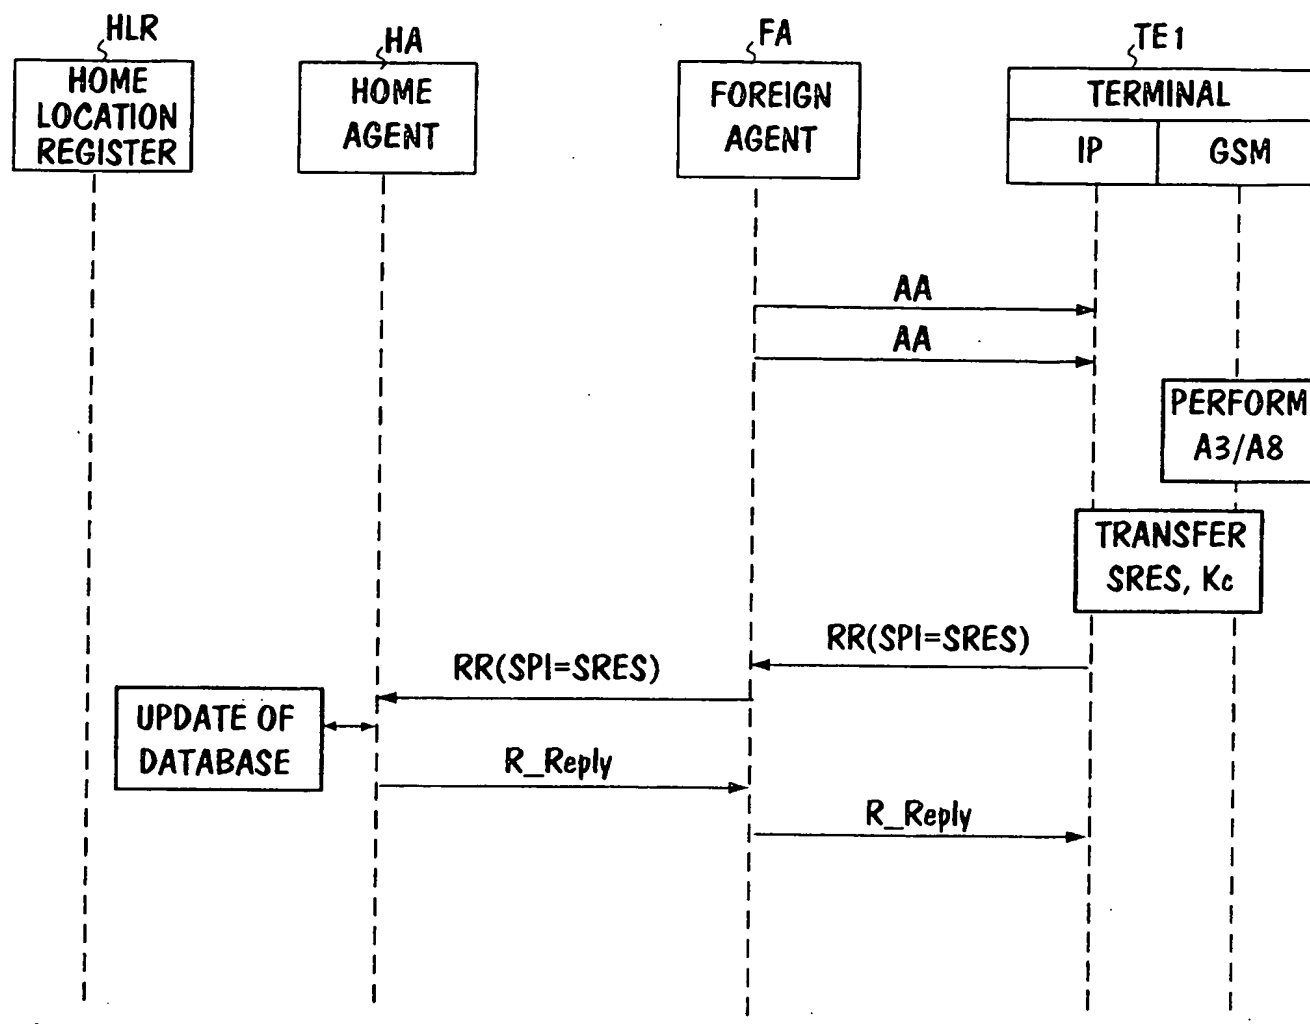 HLR
HA
FA
TE1
HOME
LOCATION
REGISTER
HOME
AGENT
FOREIGN
AGENT
TERMINAL
IP
GSM
AA
AA
PERFORM
A3/A8
TRANSFER
SRES, Kc
RR(SPI=SRES)
RR(SPI=SRES)
UPDATE OF
DATABASE
R_Reply
R_Reply